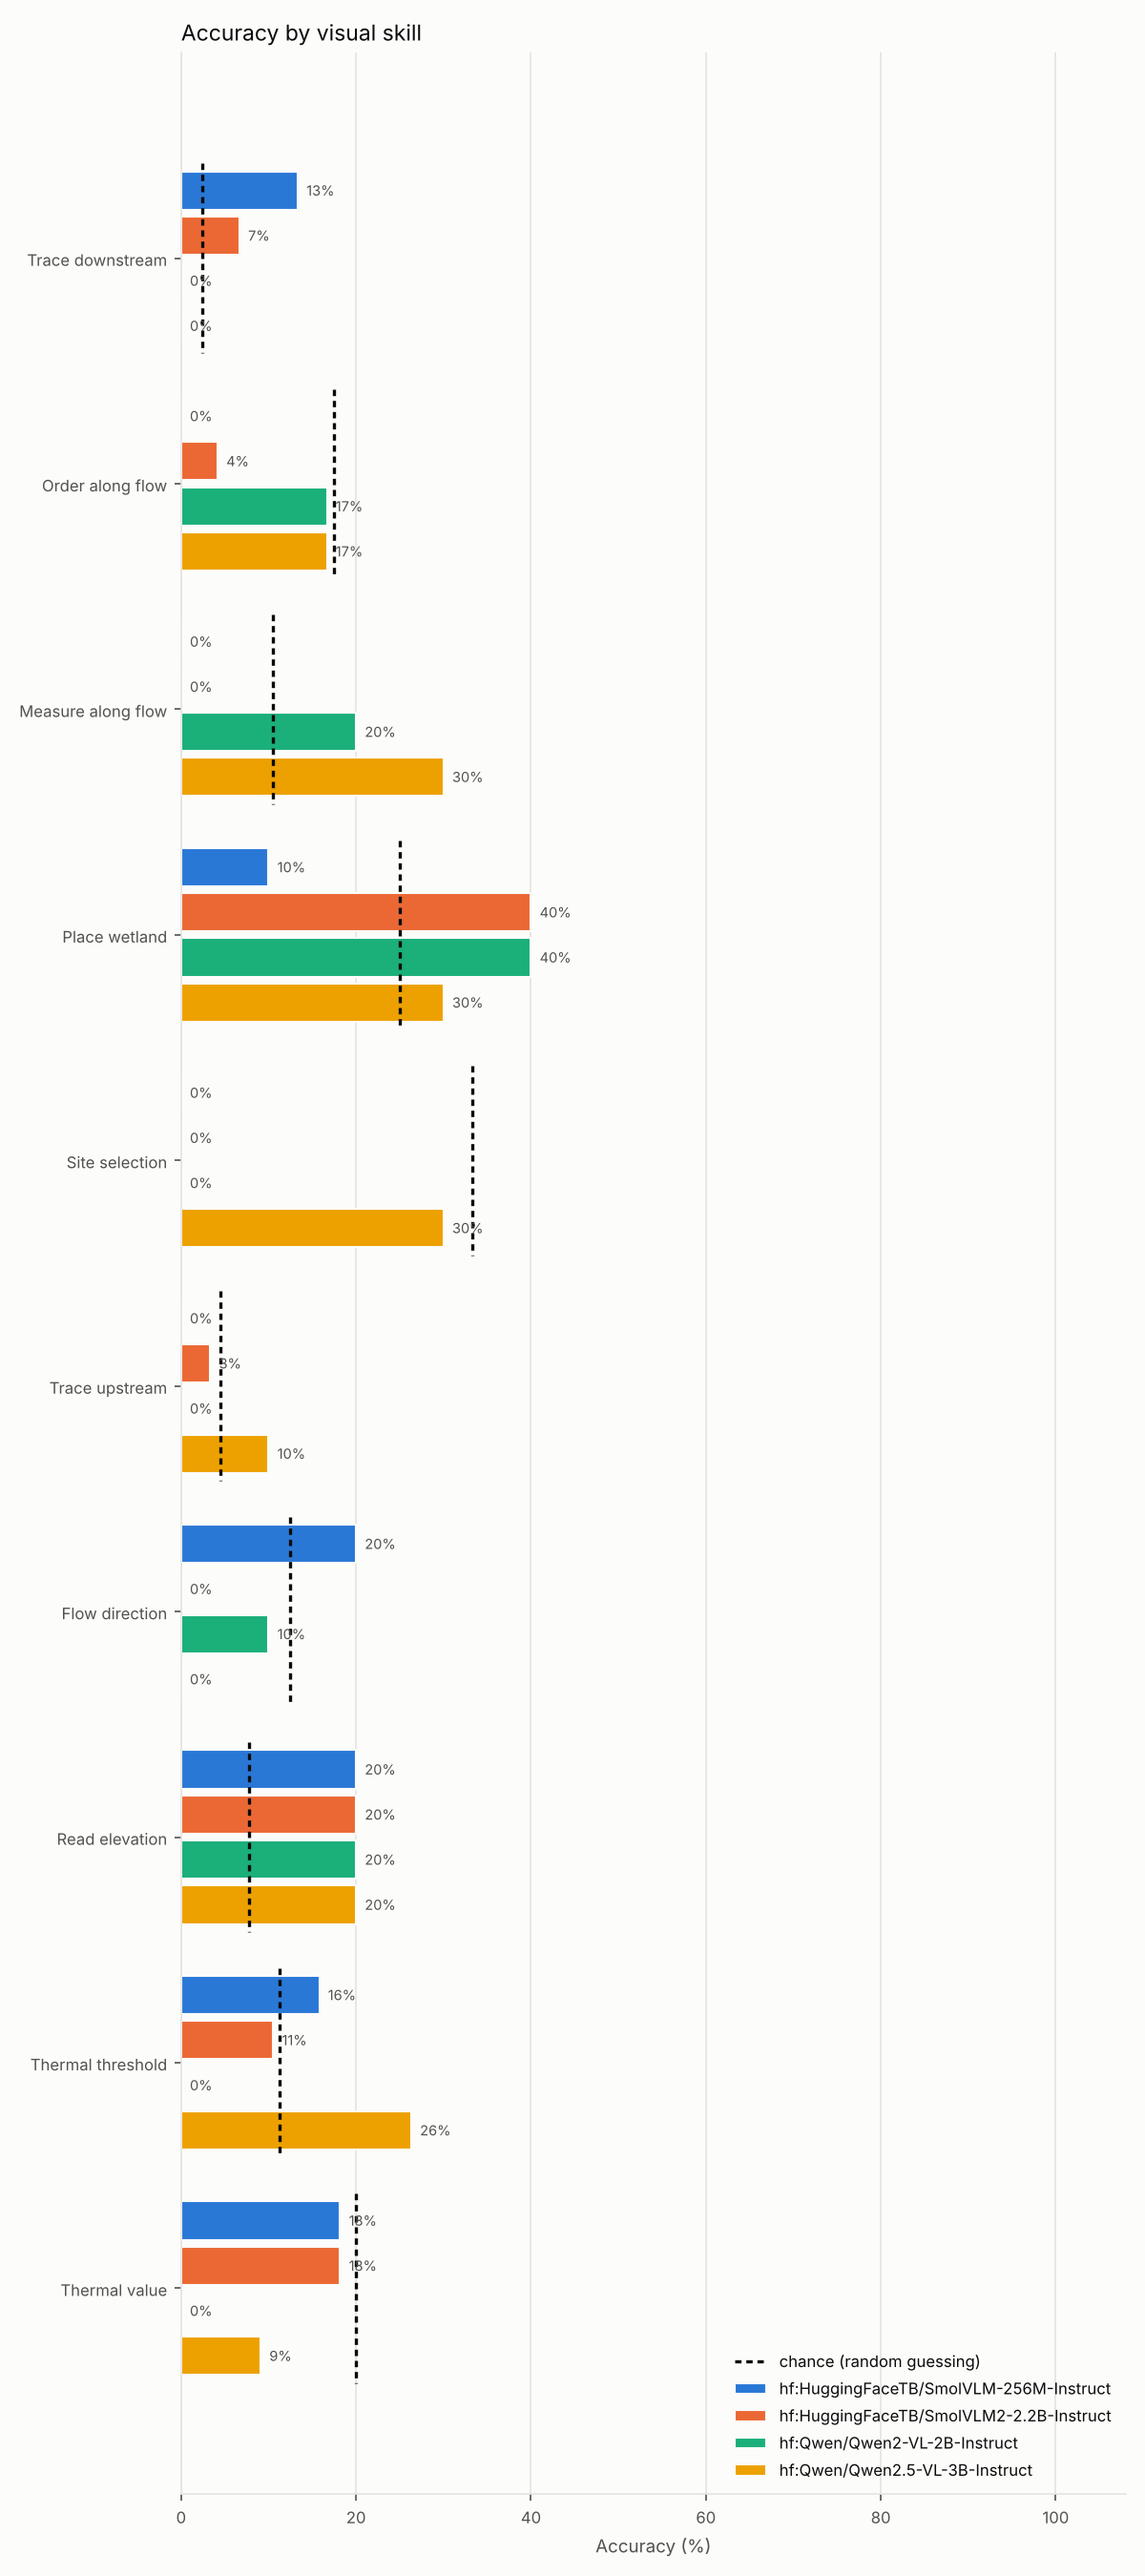 Accuracy by visual skill
Trace downstream
13%
7%
0%
0%
Order along flow
0%
4%
17%
17%
Measure along flow
0%
0%
20%
30%
Place wetland
10%
40%
40%
30%
Site selection
0%
0%
0%
30%
Trace upstream
0%
3%
0%
10%
Flow direction
20%
0%
10%
0%
Read elevation
20%
20%
20%
20%
Thermal threshold
16%
11%
0%
26%
Thermal value
18%
18%
0%
9%
chance (random guessing)
hf:HuggingFaceTB/SmolVLM-256M-Instruct
hf:HuggingFaceTB/SmolVLM2-2.2B-Instruct
hf:Qwen/Qwen2-VL-2B-Instruct
hf:Qwen/Qwen2.5-VL-3B-Instruct
0 20 40 60 80 100
Accuracy (%)